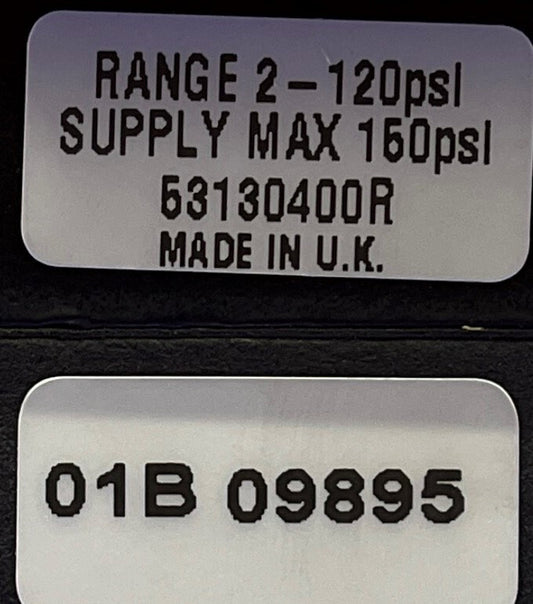 RANGE 2-120psI
SUPPLY MAX 150psI
53130400R
MADE IN U.K.
01B 09895